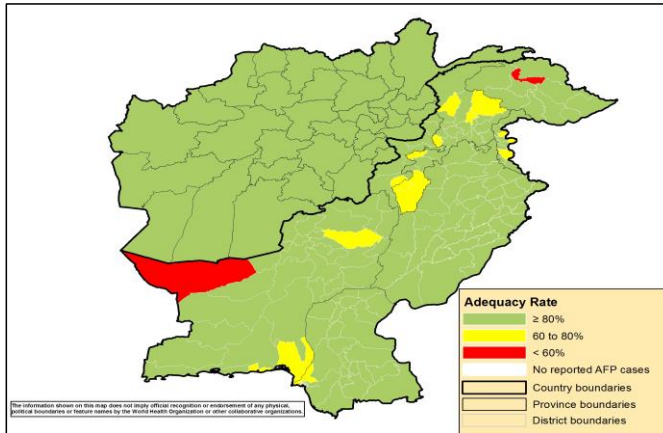 Adequacy Rate
≥ 80%
60 to 80%
< 60%
No reported AFP cases
Country boundaries
Province boundaries
District boundaries
The information shown on this map does not imply official recognition or endorsement of any physical,
political boundaries or feature names by the World Health Organization or other collaborative organizations.